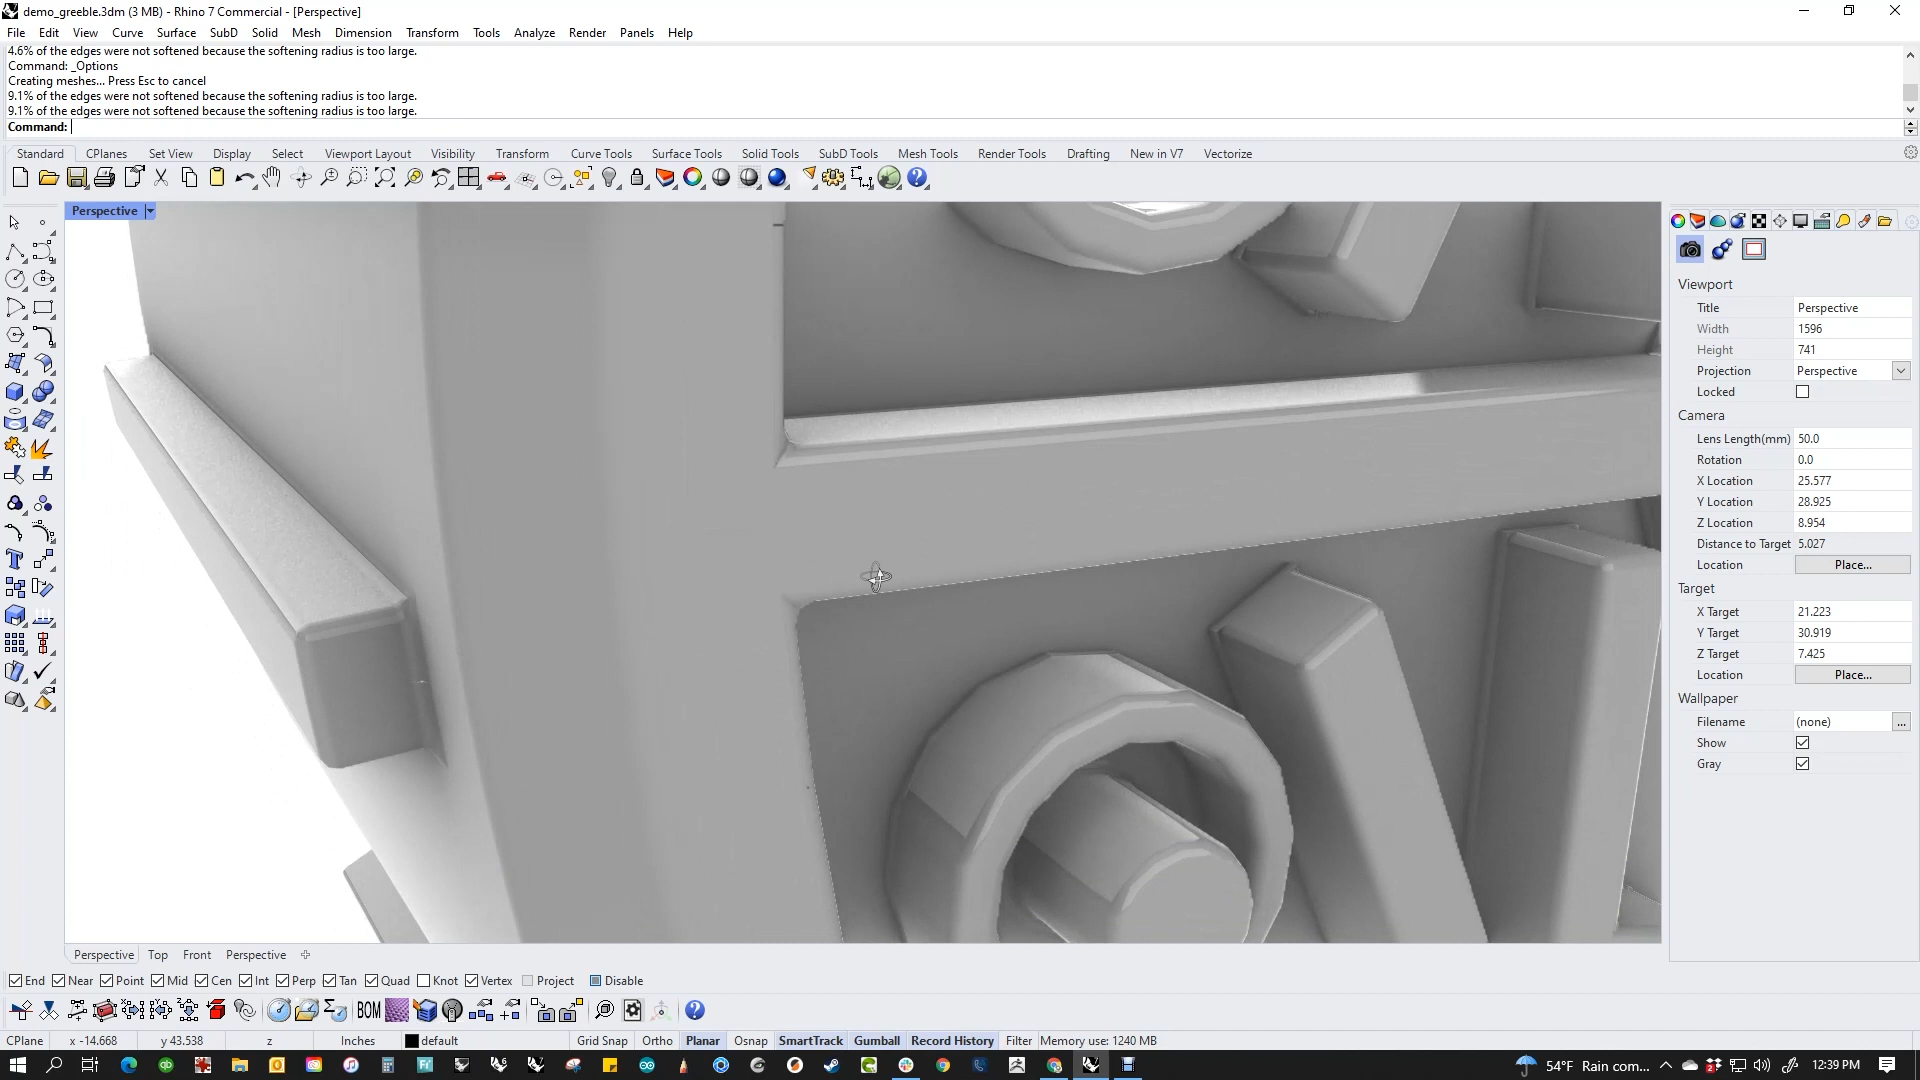 demo_greeble.3dm (3 MB) - Rhino 7 Commercial - [Perspective]
File Edit View Curve Surface SubD Solid Mesh Dimension Transform Tools Analyze Render Panels Help
4.6% of the edges were not softened because the softening radius is too large.
Command: _Options
Creating meshes... Press Esc to cancel
9.1% of the edges were not softened because the softening radius is too large.
9.1% of the edges were not softened because the softening radius is too large.
Command:
Standard CPlanes Set View Display Select Viewport Layout Visibility Transform Curve Tools Surface Tools Solid Tools SubD Tools Mesh Tools Render Tools Drafting New in V7 Vectorize
Perspective
Viewport
Title Perspective
Width 1596
Height 741
Projection Perspective
Locked
Camera
Lens Length(mm) 50.0
Rotation 0.0
X Location 25.577
Y Location 28.925
Z Location 8.954
Distance to Target 5.027
Location Place...
Target
X Target 21.223
Y Target 30.919
Z Target 7.425
Location Place...
Wallpaper
Filename (none) ...
Show
Gray
Perspective Top Front Perspective
End Near Point Mid Cen Int Perp Tan Quad Knot Vertex Project Disable
BOM
CPlane x -14.668 y 43.538 z Inches default Grid Snap Ortho Planar Osnap SmartTrack Gumball Record History Filter Memory use: 1240 MB
54°F Rain com... 12:39 PM